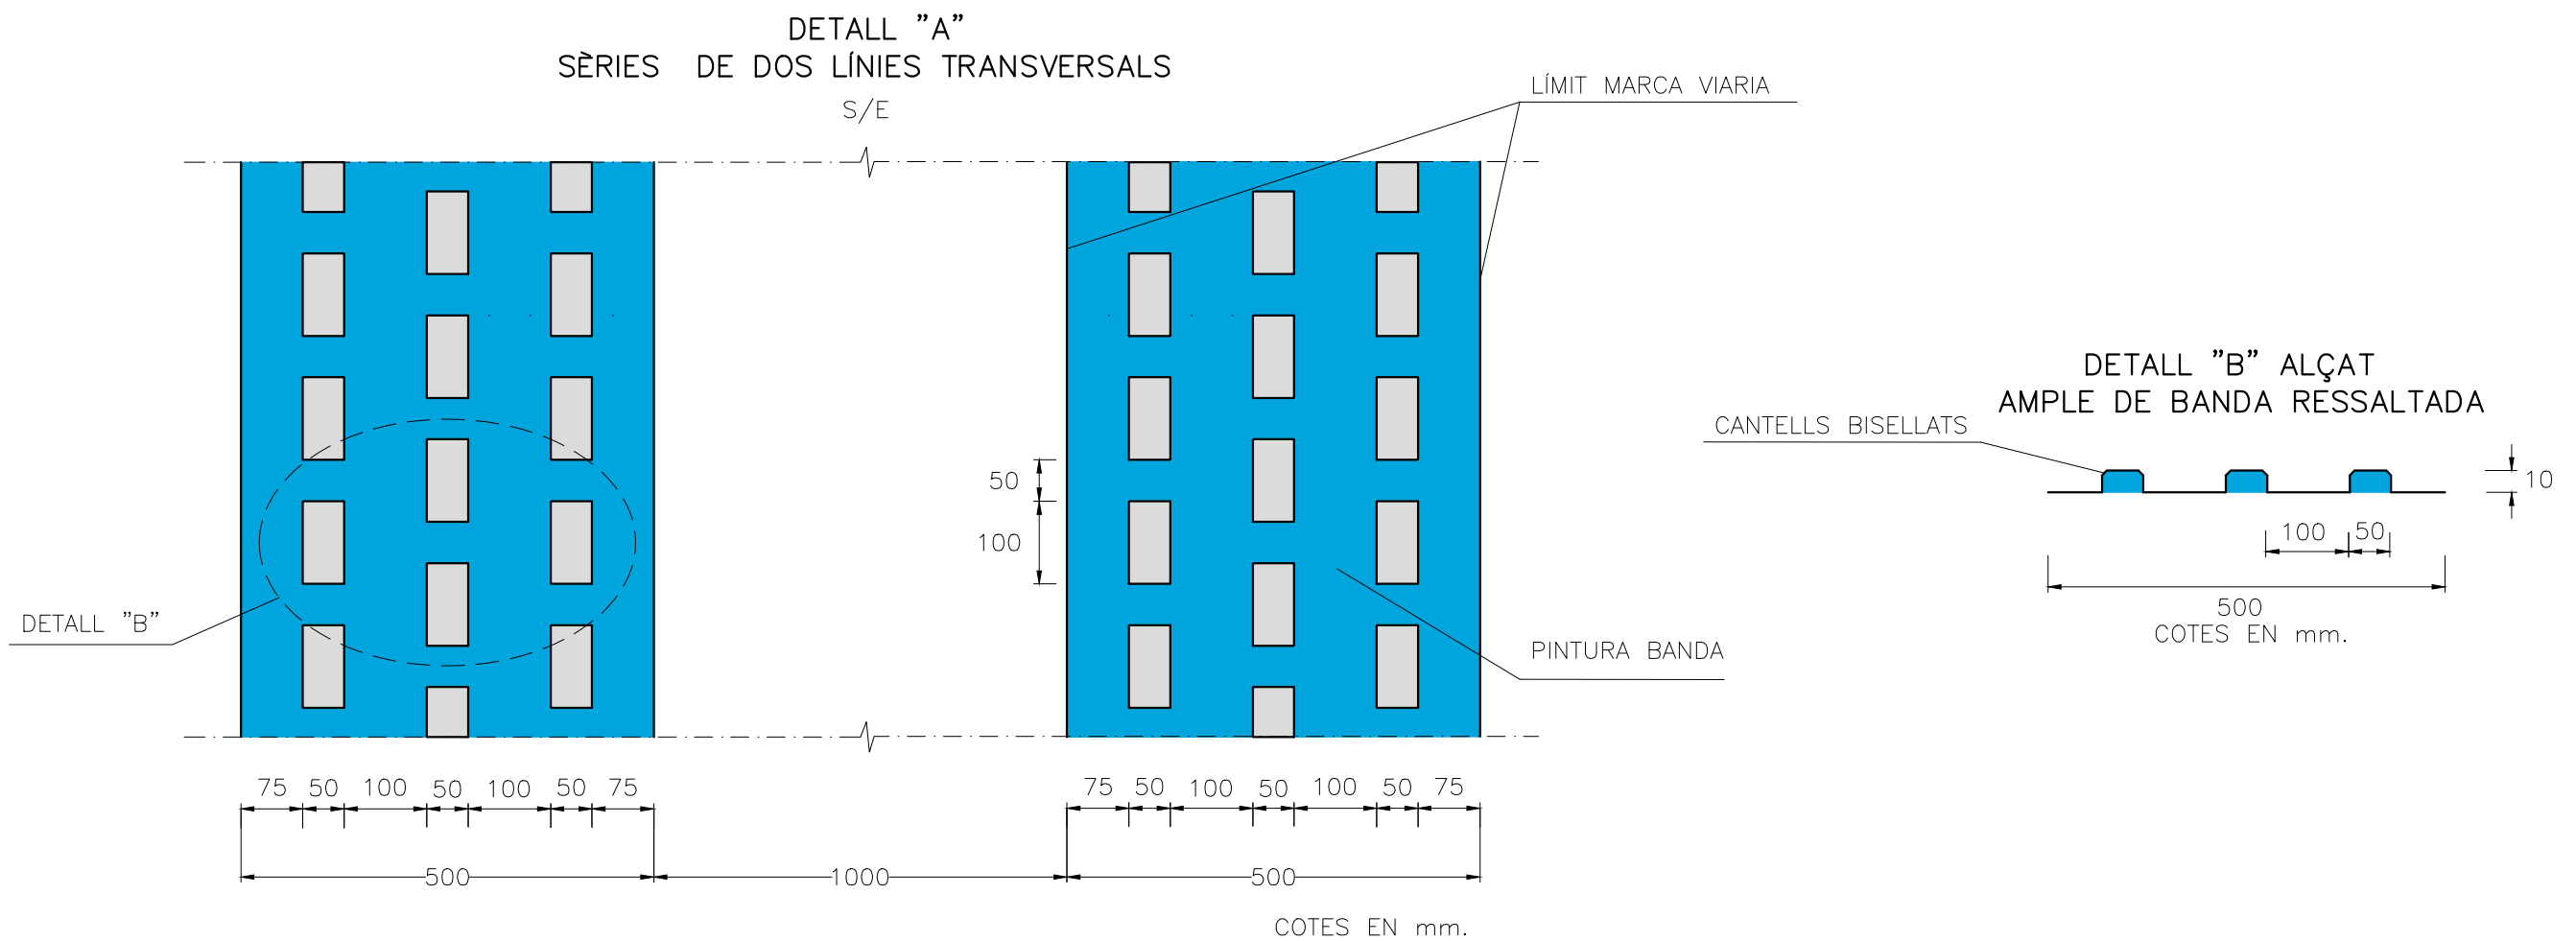 DETALL "A"
SÈRIES DE DOS LÍNIES TRANSVERSALS
S/E
LÍMIT MARCA VIARIA
DETALL "B" ALÇAT
AMPLE DE BANDA RESSALTADA
CANTELLS BISELLATS
10
100 50
500
COTES EN mm.
50
100
DETALL "B"
PINTURA BANDA
75 50 100 50 100 50 75
75 50 100 50 100 50 75
500 1000 500
COTES EN mm.